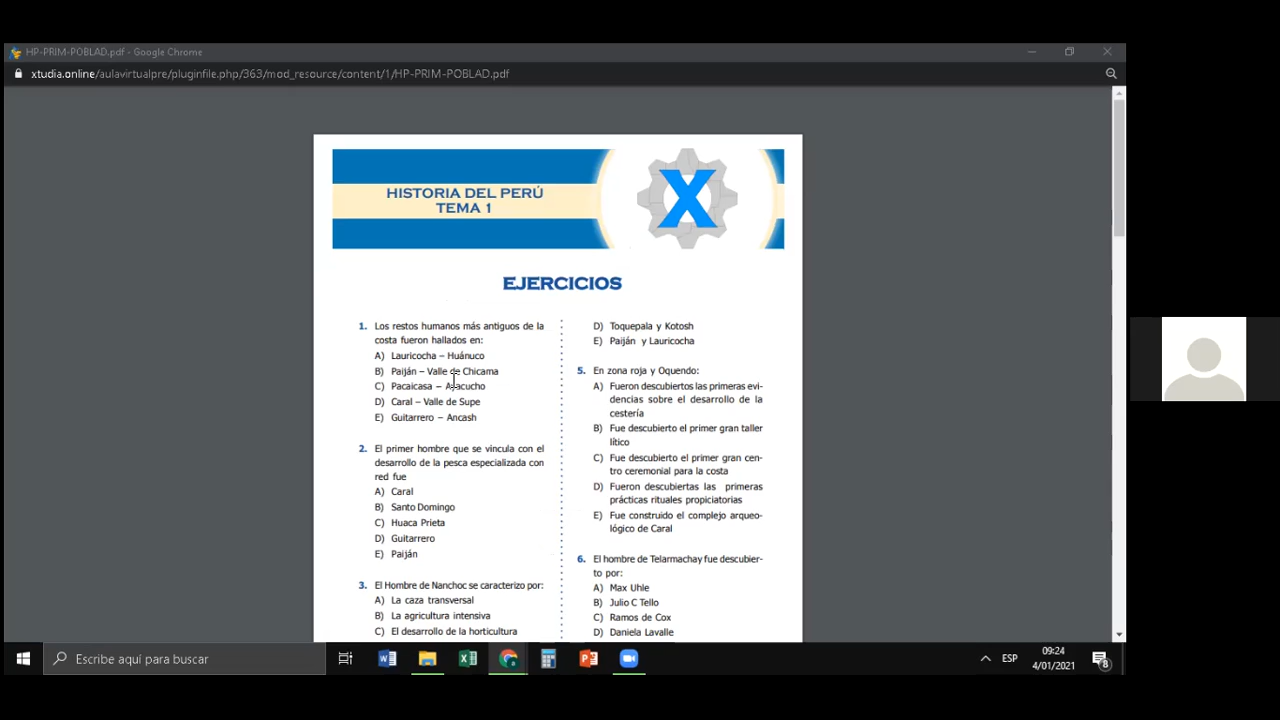 HP-PRIM-POBLAD.pdf - Google Chrome
xtudia.online/aulavirtualpre/pluginfile.php/363/mod_resource/content/1/HP-PRIM-POBLAD.pdf
HISTORIA DEL PERÚ
TEMA 1
X
EJERCICIOS
1. Los restos humanos más antiguos de la
costa fueron hallados en:
A) Lauricocha – Huánuco
B) Paiján – Valle de Chicama
C) Pacaicasa – Ayacucho
D) Caral – Valle de Supe
E) Guitarrero – Ancash
2. El primer hombre que se vincula con el
desarrollo de la pesca especializada con
red fue
A) Caral
B) Santo Domingo
C) Huaca Prieta
D) Guitarrero
E) Paiján
3. El Hombre de Nanchoc se caracterizo por:
A) La caza transversal
B) La agricultura intensiva
C) El desarrollo de la horticultura
D) Toquepala y Kotosh
E) Paiján y Lauricocha
5. En zona roja y Oquendo:
A) Fueron descubiertos las primeras evi-
dencias sobre el desarrollo de la
cestería
B) Fue descubierto el primer gran taller
lítico
C) Fue descubierto el primer gran cen-
tro ceremonial para la costa
D) Fueron descubiertas las primeras
prácticas rituales propiciatorias
E) Fue construido el complejo arqueo-
lógico de Caral
6. El hombre de Telarmachay fue descubier-
to por:
A) Max Uhle
B) Julio C Tello
C) Ramos de Cox
D) Daniela Lavalle
Escribe aquí para buscar
ESP
09:24
4/01/2021
8